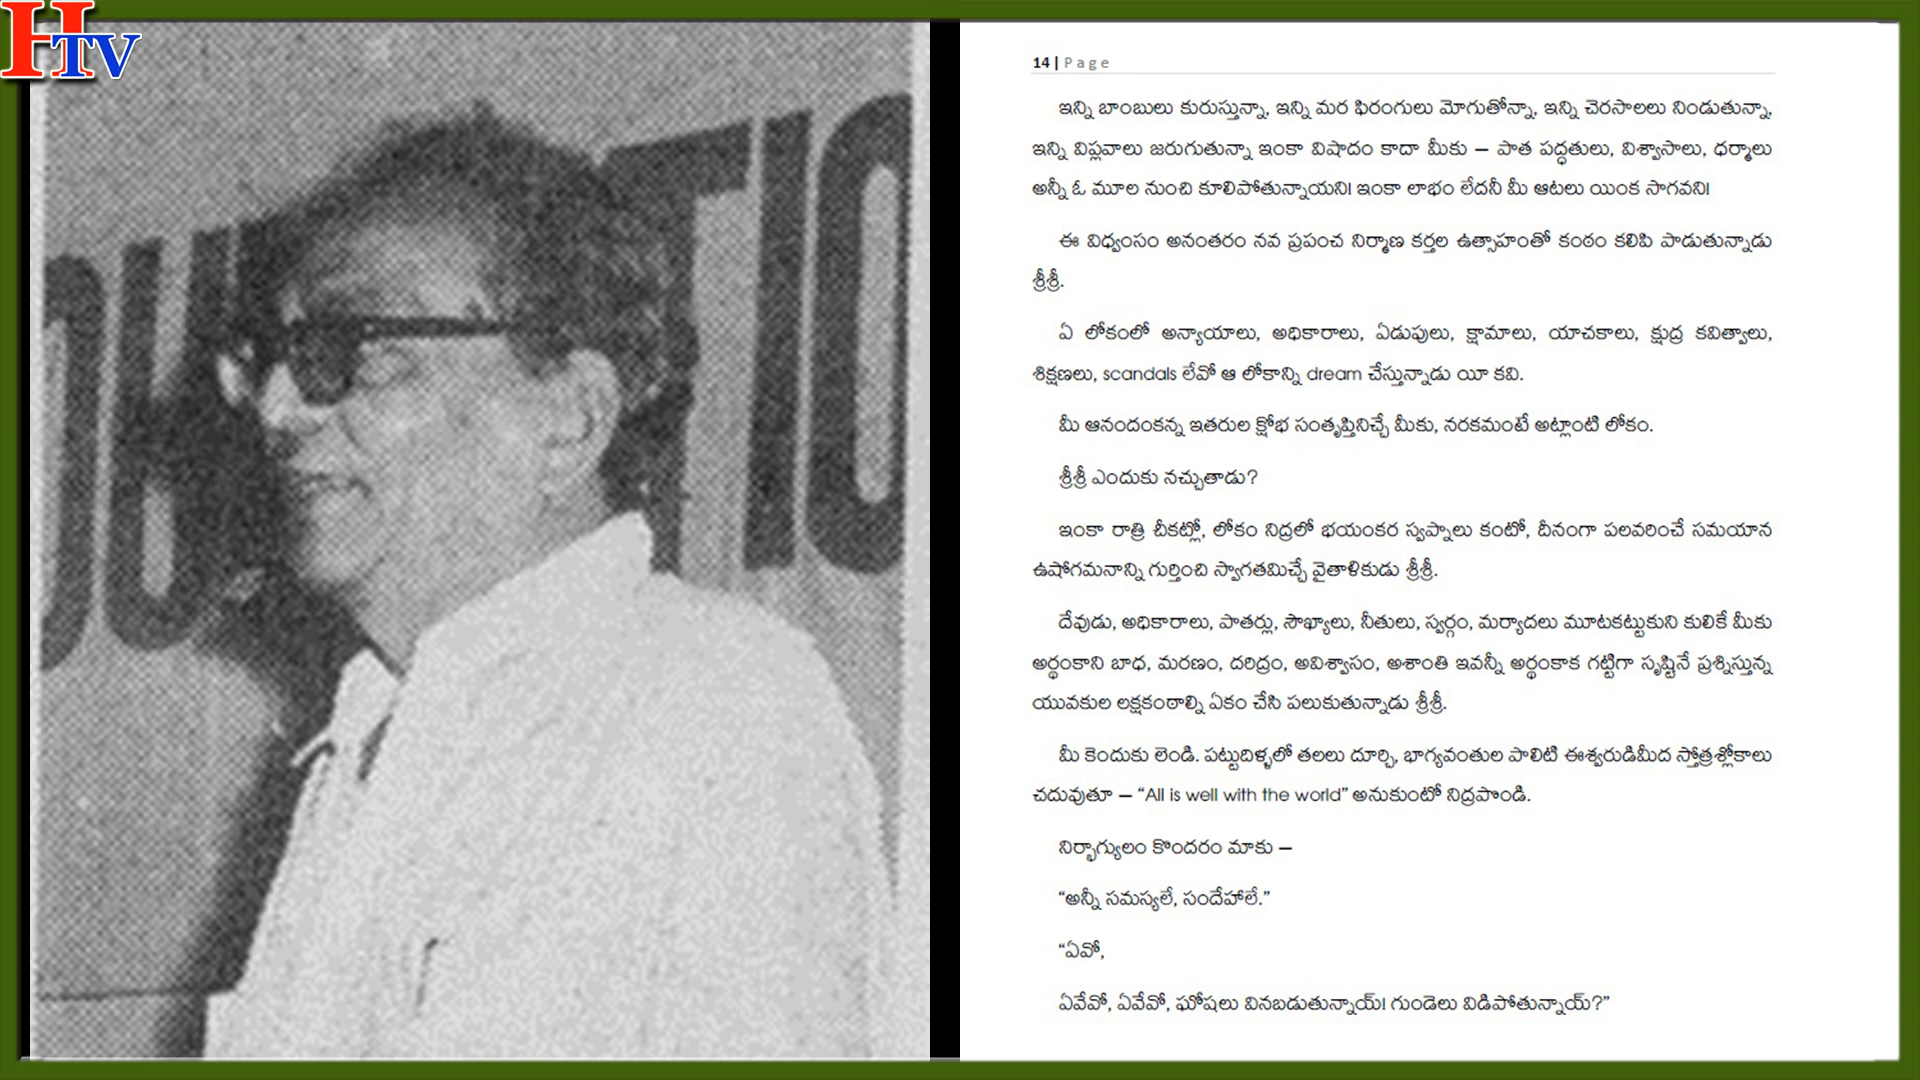 HTV
TIO
14 | Page
ఇన్ని బాంబులు కురుస్తున్నా, ఇన్ని మర ఫిరంగులు మోగుతోన్నా, ఇన్ని చెరసాలలు నిండుతున్నా,
ఇన్ని విప్లవాలు జరుగుతున్నా ఇంకా విషాదం కాదా మీకు – పాత పద్ధతులు, విశ్వాసాలు, ధర్మాలు
అన్నీ ఓ మూల నుంచి కూలిపోతున్నాయని! ఇంకా లాభం లేదనీ మీ ఆటలు యింక సాగవని!
ఈ విధ్వంసం అనంతరం నవ ప్రపంచ నిర్మాణ కర్తల ఉత్సాహంతో కంఠం కలిపి పాడుతున్నాడు
శ్రీశ్రీ.
ఏ లోకంలో అన్యాయాలు, అధికారాలు, ఏడుపులు, క్షామాలు, యాచకాలు, క్షుద్ర కవిత్వాలు,
శిక్షణలు, scandals లేవో ఆ లోకాన్ని dream చేస్తున్నాడు యీ కవి.
మీ ఆనందంకన్న ఇతరుల క్షోభ సంతృప్తినిచ్చే మీకు, నరకమంటే అట్లాంటి లోకం.
శ్రీశ్రీ ఎందుకు నచ్చుతాడు?
ఇంకా రాత్రి చీకట్లో, లోకం నిద్రలో భయంకర స్వప్నాలు కంటో, దీనంగా పలవరించే సమయాన
ఉషోగమనాన్ని గుర్తించి స్వాగతమిచ్చే వైతాళికుడు శ్రీశ్రీ.
దేవుడు, అధికారాలు, పాతర్లు, సౌఖ్యాలు, నీతులు, స్వర్గం, మర్యాదలు మూటకట్టుకుని కులికే మీకు
అర్థంకాని బాధ, మరణం, దరిద్రం, అవిశ్వాసం, అశాంతి ఇవన్నీ అర్థంకాక గట్టిగా సృష్టినే ప్రశ్నిస్తున్న
యువకుల లక్షకంఠాల్ని ఏకం చేసి పలుకుతున్నాడు శ్రీశ్రీ.
మీ కెందుకు లెండి. పట్టుదిళ్ళలో తలలు దూర్చి, భాగ్యవంతుల పాలిటి ఈశ్వరుడిమీద స్తోత్రశ్లోకాలు
చదువుతూ – “All is well with the world” అనుకుంటో నిద్రపొండి.
నిర్భాగ్యులం కొందరం మాకు –
“అన్నీ సమస్యలే, సందేహాలే.”
“ఏవో,
ఏవేవో, ఏవేవో, ఘోషలు వినబడుతున్నాయ్! గుండెలు విడిపోతున్నాయ్?”